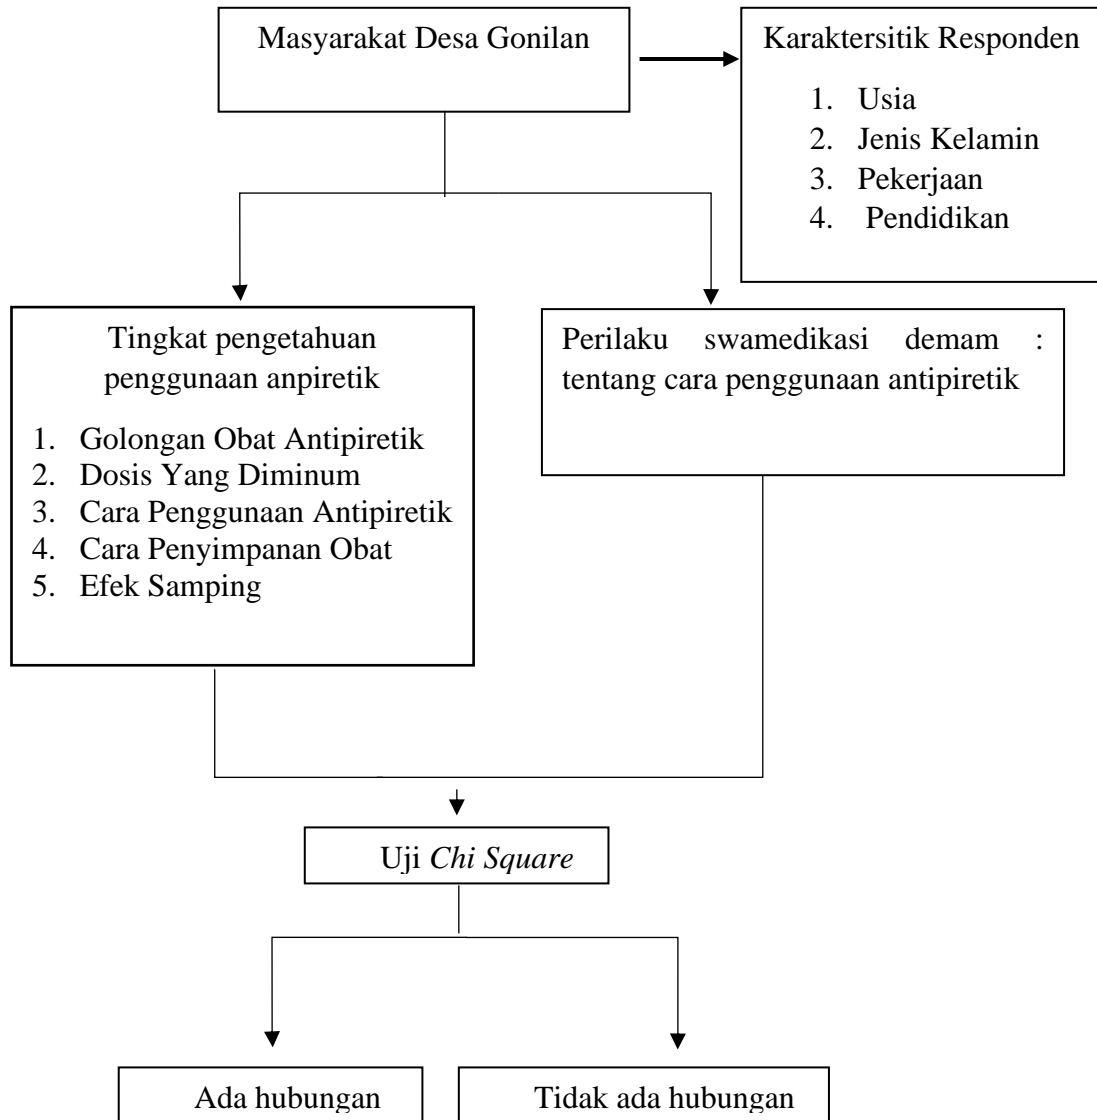 Masyarakat Desa Gonilan
Karaktersitik Responden
1. Usia
2. Jenis Kelamin
3. Pekerjaan
4. Pendidikan
Tingkat pengetahuan
penggunaan anpiretik
1. Golongan Obat Antipiretik
2. Dosis Yang Diminum
3. Cara Penggunaan Antipiretik
4. Cara Penyimpanan Obat
5. Efek Samping
Perilaku swamedikasi demam :
tentang cara penggunaan antipiretik
Uji Chi Square
Ada hubungan
Tidak ada hubungan